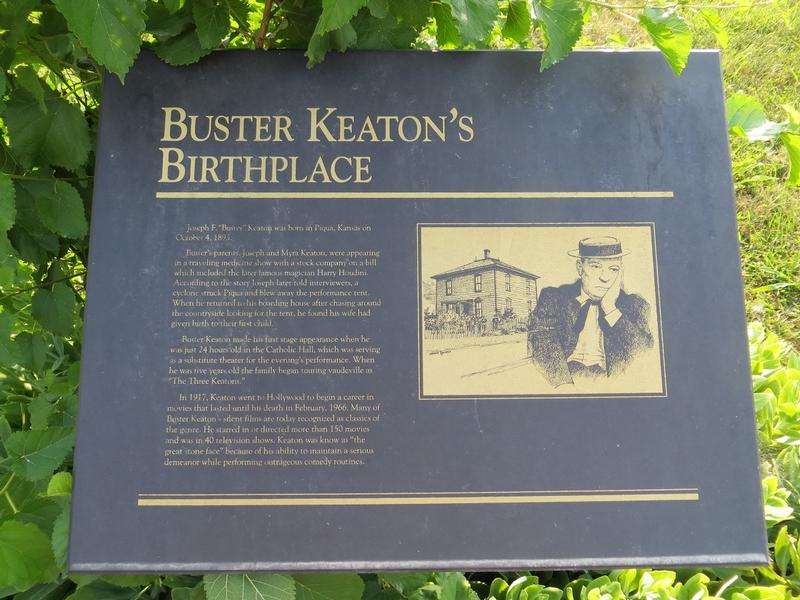 BUSTER KEATON'S
BIRTHPLACE
Joseph F. "Buster" Keaton was born in Piqua, Kansas on
October 4, 1895.
Buster's parents, Joseph and Myra Keaton, were appearing
in a traveling medicine show with a stock company on a bill
which included the later famous magician Harry Houdini.
According to the story Joseph later told interviewers, a
cyclone struck Piqua and blew away the performance tent.
When he returned to his boarding house after chasing around
the countryside looking for the tent, he found his wife had
given birth to their first child.
Buster Keaton made his first stage appearance when he
was just 24 hours old in the Catholic Hall, which was serving
as a substitute theater for the evening's performance. When
he was five years old the family began touring vaudeville as
"The Three Keatons."
In 1917, Keaton went to Hollywood to begin a career in
movies that lasted until his death in February, 1966. Many of
Buster Keaton's silent films are today recognized as classics of
the genre. He starred in or directed more than 150 movies
and was in 40 television shows. Keaton was know as "the
great stone face" because of his ability to maintain a serious
demeanor while performing outrageous comedy routines.